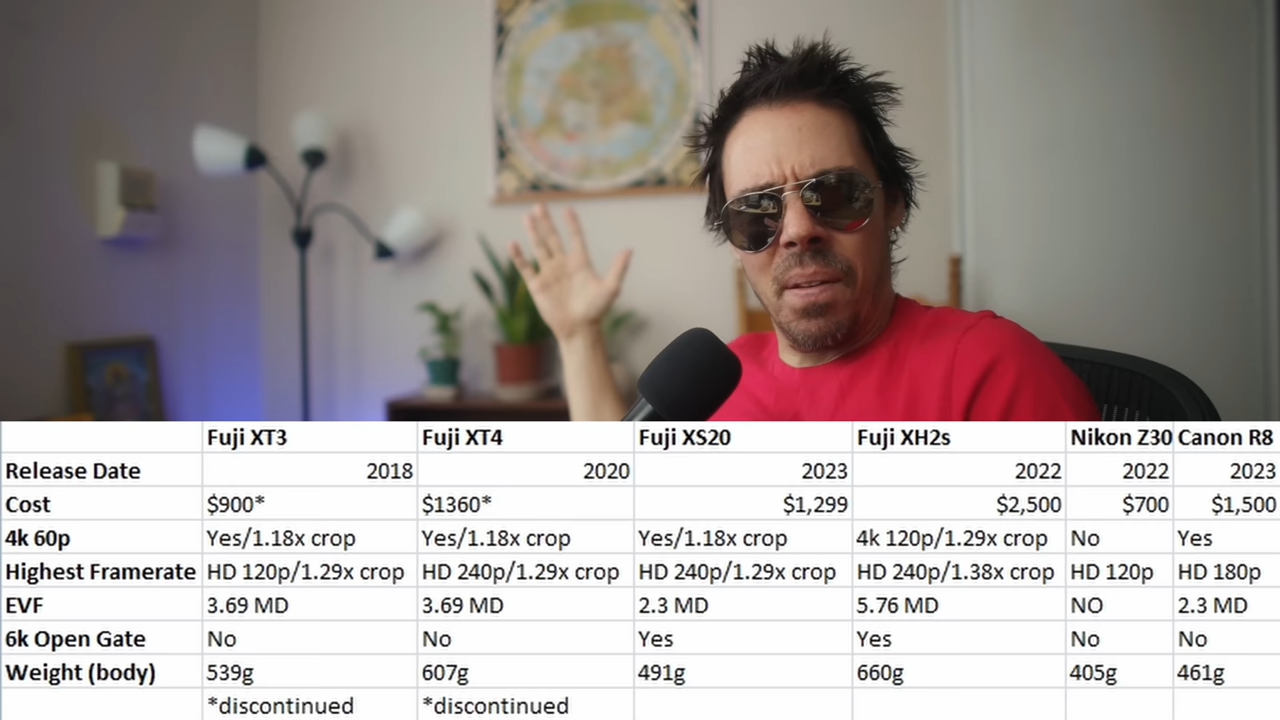 Fuji XT3 Fuji XT4 Fuji XS20 Fuji XH2s Nikon Z30 Canon R8
Release Date 2018 2020 2023 2022 2022 2023
Cost $900* $1360* $1,299 $2,500 $700 $1,500
4k 60p Yes/1.18x crop Yes/1.18x crop Yes/1.18x crop 4k 120p/1.29x crop No Yes
Highest Framerate HD 120p/1.29x crop HD 240p/1.29x crop HD 240p/1.29x crop HD 240p/1.38x crop HD 120p HD 180p
EVF 3.69 MD 3.69 MD 2.3 MD 5.76 MD NO 2.3 MD
6k Open Gate No No Yes Yes No No
Weight (body) 539g 607g 491g 660g 405g 461g
*discontinued *discontinued